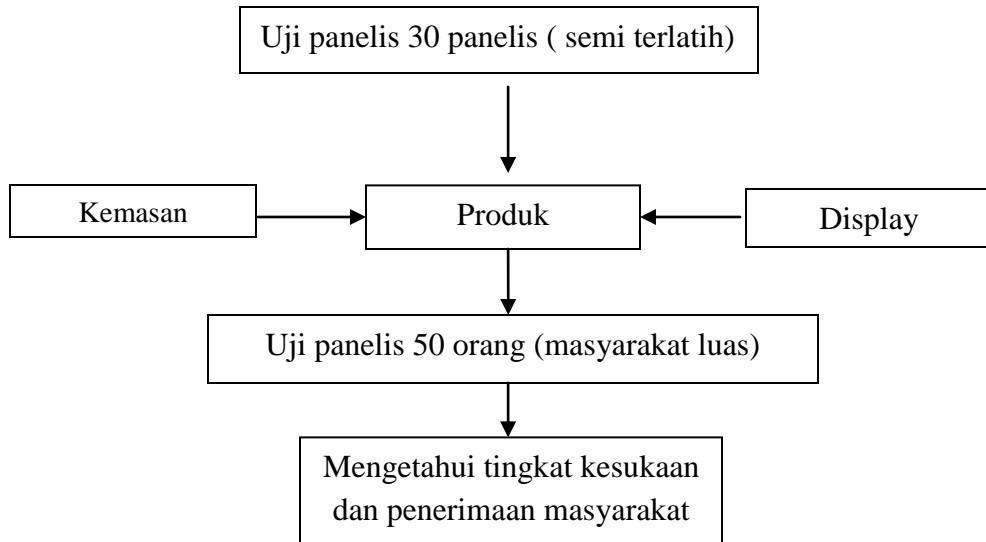 Uji panelis 30 panelis ( semi terlatih)
Kemasan
Produk
Display
Uji panelis 50 orang (masyarakat luas)
Mengetahui tingkat kesukaan
dan penerimaan masyarakat